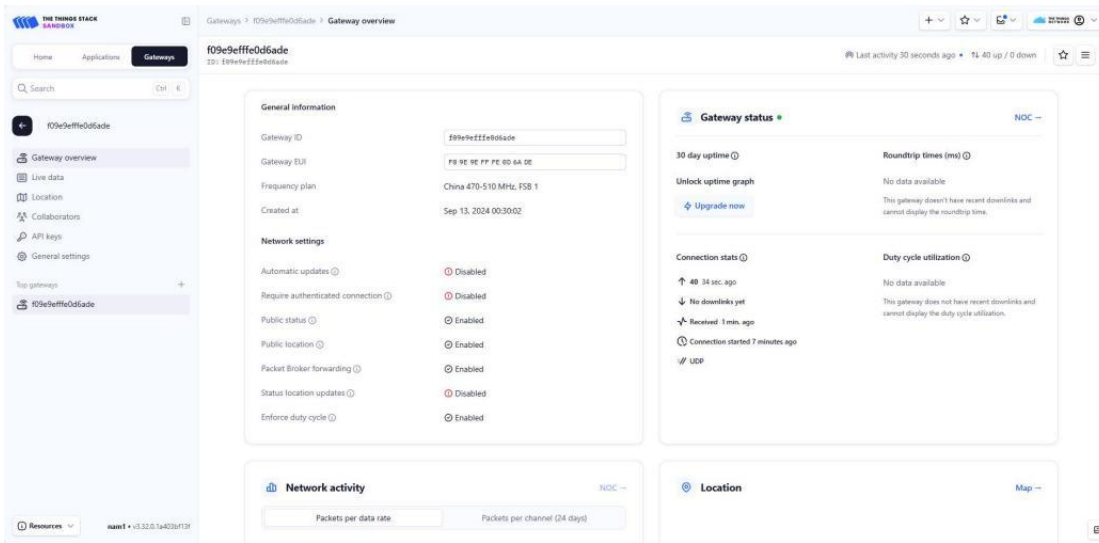 THE THINGS STACK
SANDBOX
Gateways > f09e9efffe0d6ade > Gateway overview
THE THINGS
NETWORK
Home Applications Gateways
f09e9efffe0d6ade
ID: f09e9efffe0d6ade
Last activity 30 seconds ago • 40 up / 0 down
Search Ctrl K
f09e9efffe0d6ade
Gateway overview
Live data
Location
Collaborators
API keys
General settings
Top gateways
f09e9efffe0d6ade
Resources
nam1 •
General information
Gateway ID f09e9efffe0d6ade
Gateway EUI F0 9E 9E FF FE 0D 6A DE
Frequency plan China 470-510 MHz, FSB 1
Created at Sep 13, 2024 00:30:02
Network settings
Automatic updates Disabled
Require authenticated connection Disabled
Public status Enabled
Public location Enabled
Packet Broker forwarding Enabled
Status location updates Disabled
Enforce duty cycle Enabled
Gateway status NOC →
30 day uptime Roundtrip times (ms)
Unlock uptime graph No data available
Upgrade now
This gateway doesn't have recent downlinks and
cannot display the roundtrip time.
Connection stats Duty cycle utilization
40 34 sec. ago No data available
No downlinks yet
This gateway does not have recent downlinks and
cannot display the duty cycle utilization.
Received 1 min. ago
Connection started 7 minutes ago
UDP
Network activity NOC →
Packets per data rate Packets per channel (24 days)
Location Map →